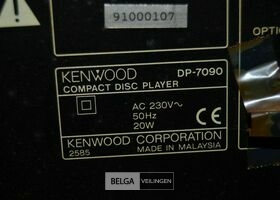 91000107
OPTIO
KENWOOD DP-7090
COMPACT DISC PLAYER
AC 230V~
50Hz
20W
CE
KENWOOD CORPORATION
2585 MADE IN MALAYSIA
BELGA VEILINGEN